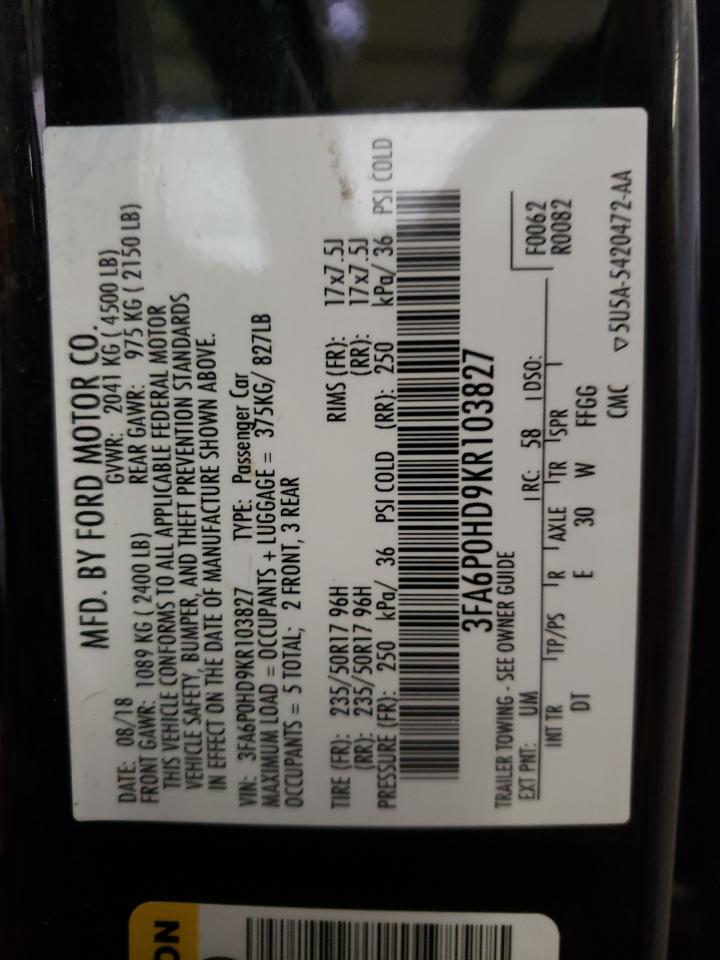 MFD. BY FORD MOTOR CO.
DATE: 08/18 GVWR: 2041 KG ( 4500 LB)
FRONT GAWR: 1089 KG ( 2400 LB) REAR GAWR: 975 KG ( 2150 LB)
THIS VEHICLE CONFORMS TO ALL APPLICABLE FEDERAL MOTOR
VEHICLE SAFETY, BUMPER, AND THEFT PREVENTION STANDARDS
IN EFFECT ON THE DATE OF MANUFACTURE SHOWN ABOVE.
VIN: 3FA6P0HD9KR103827 TYPE: Passenger Car
MAXIMUM LOAD = OCCUPANTS + LUGGAGE = 375KG/ 827LB
OCCUPANTS = 5 TOTAL; 2 FRONT, 3 REAR
TIRE (FR): 235/50R17 96H RIMS (FR): 17x7.5J
(RR): 235/50R17 96H (RR): 17x7.5J
PRESSURE (FR): 250 kPa/ 36 PSI COLD (RR): 250 kPa/ 36 PSI COLD
3FA6P0HD9KR103827
TRAILER TOWING - SEE OWNER GUIDE F0062
EXT PNT: UM RC: 58 DSO: R0082
INT TR TP/PS R AXLE TR SPR
DT E 30 W FFGG
CMC ▽5U5A-5420472-AA
ON